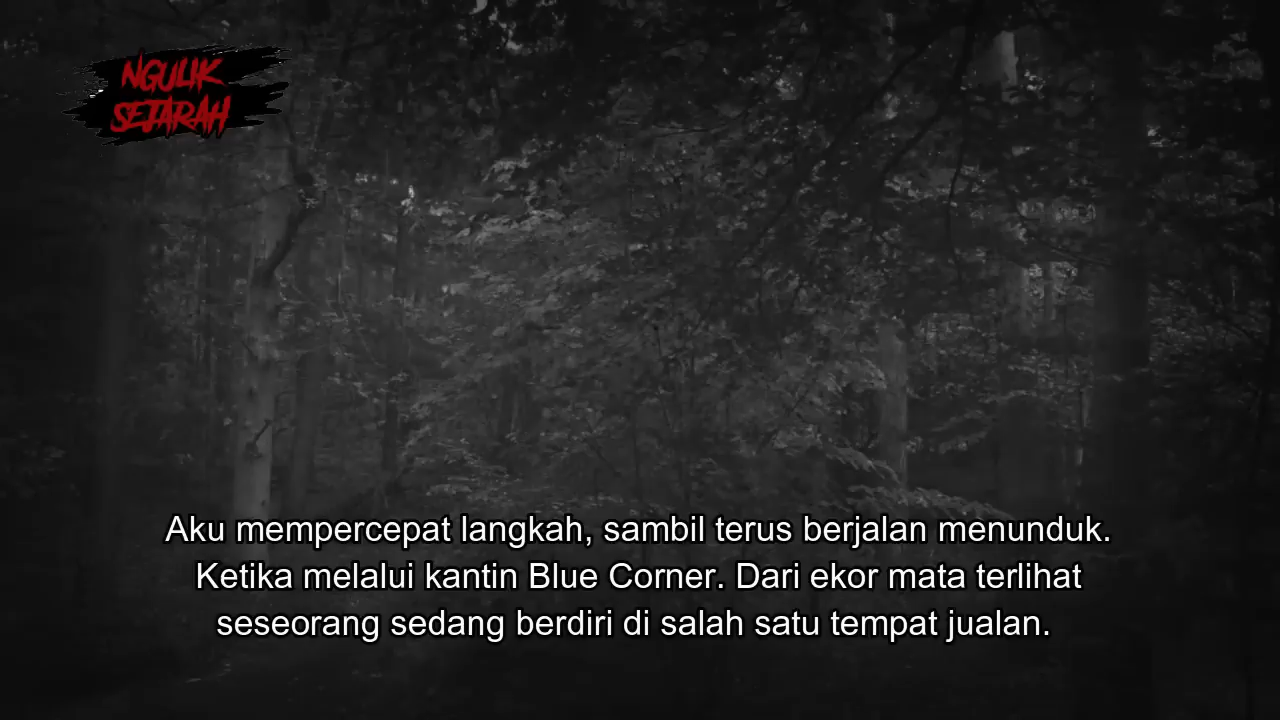 NGULIK
SEJARAH
Aku mempercepat langkah, sambil terus berjalan menunduk.
Ketika melalui kantin Blue Corner. Dari ekor mata terlihat
seseorang sedang berdiri di salah satu tempat jualan.